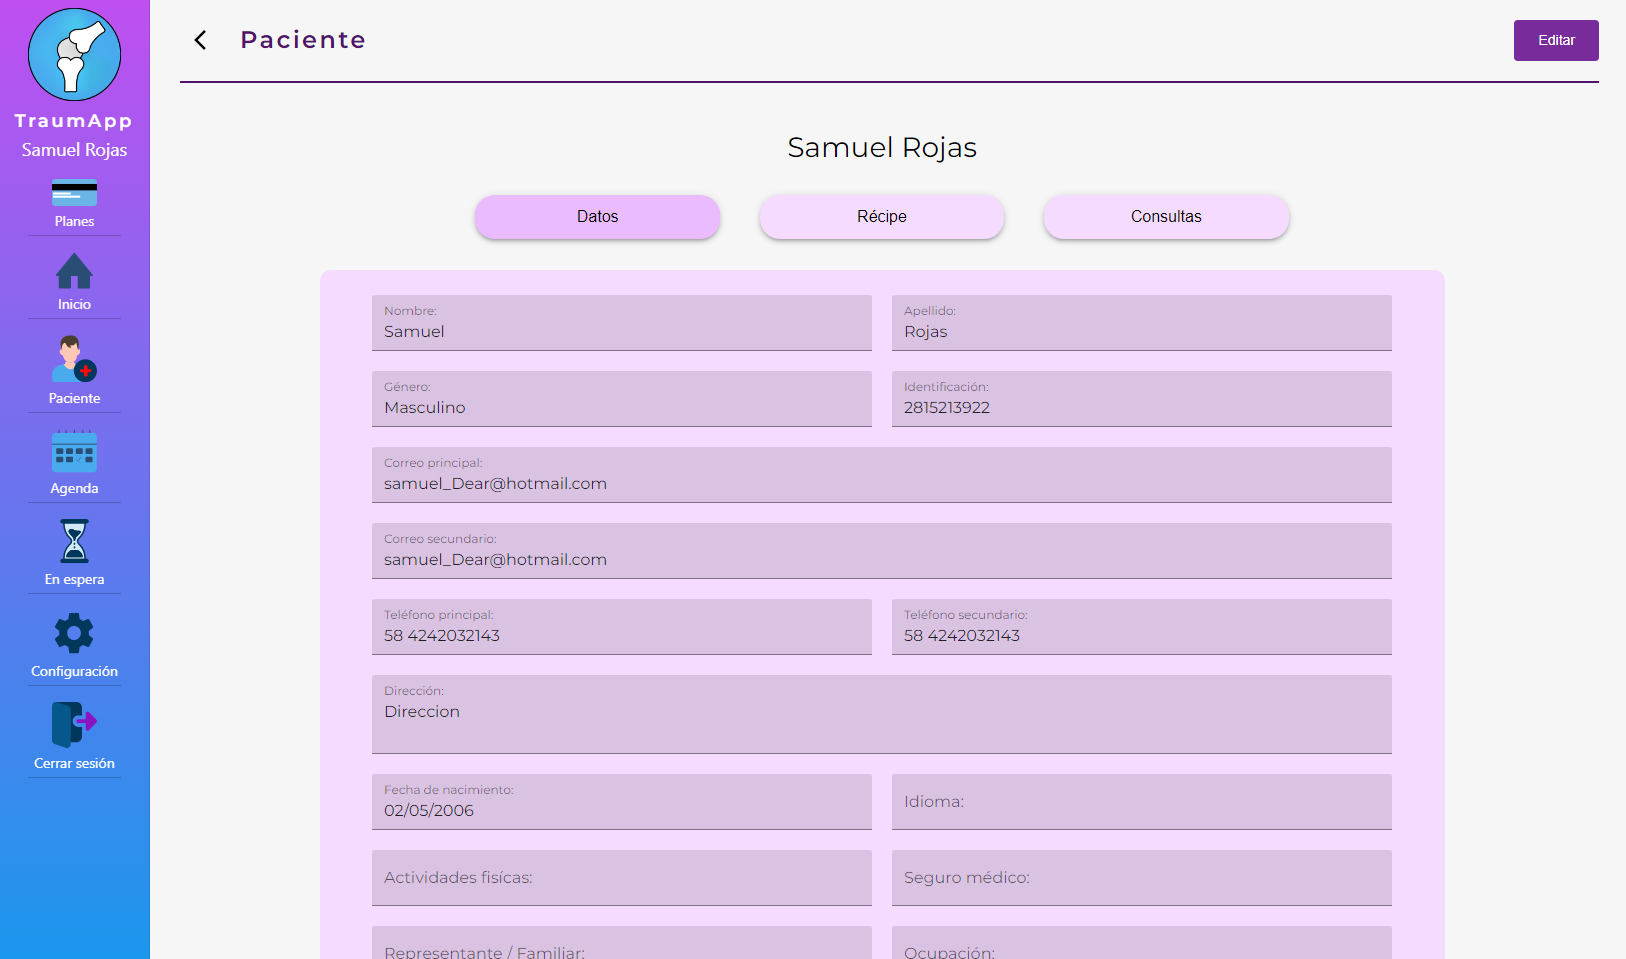 TraumApp
Samuel Rojas
Planes
Inicio
Paciente
Agenda
En espera
Configuración
Cerrar sesión
Paciente
Editar
Samuel Rojas
Datos
Récipe
Consultas
Nombre:
Samuel
Apellido:
Rojas
Género:
Masculino
Identificación:
2815213922
Correo principal:
samuel_Dear@hotmail.com
Correo secundario:
samuel_Dear@hotmail.com
Teléfono principal:
58 4242032143
Teléfono secundario:
58 4242032143
Dirección:
Direccion
Fecha de nacimiento:
02/05/2006
Idioma:
Actividades fisícas:
Seguro médico:
Representante / Familiar:
Ocupación: